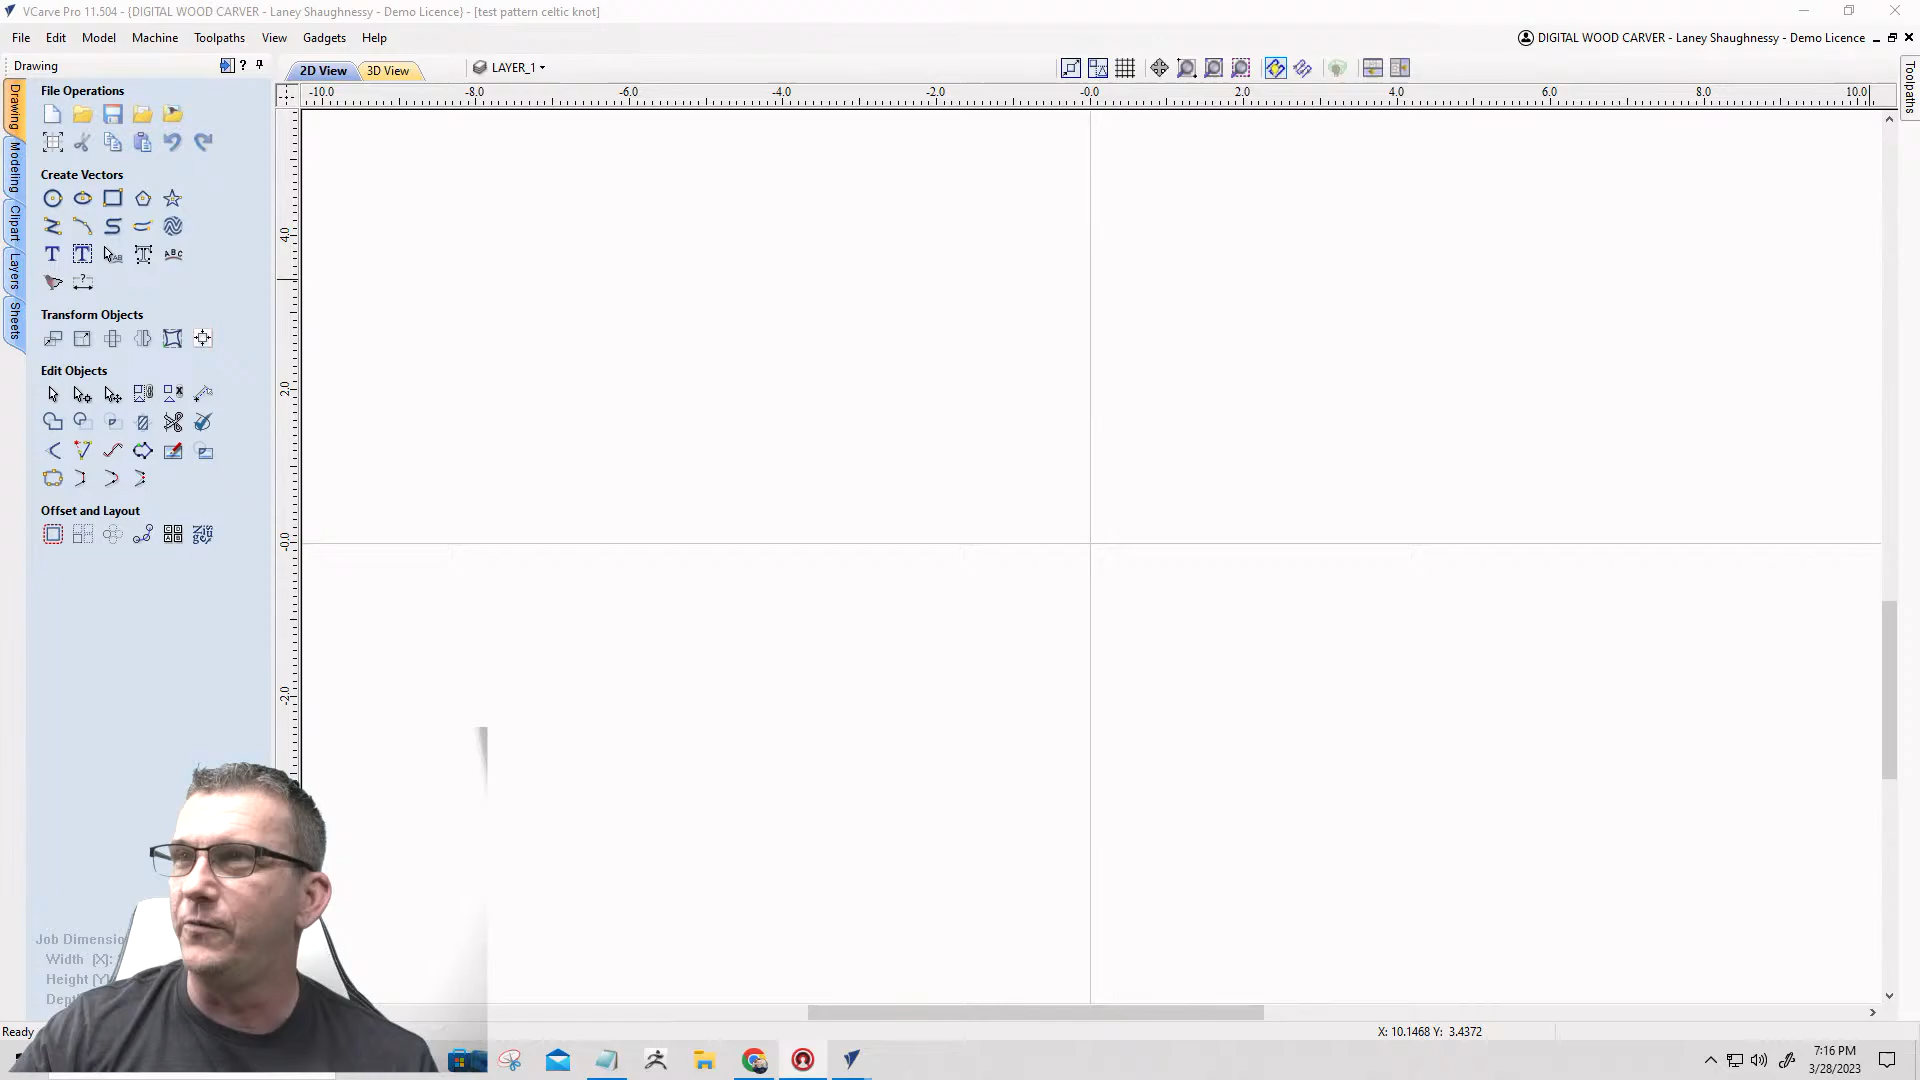 VCarve Pro 11.504 - {DIGITAL WOOD CARVER - Laney Shaughnessy - Demo Licence} - [test pattern celtic knot]
File Edit Model Machine Toolpaths View Gadgets Help
DIGITAL WOOD CARVER - Laney Shaughnessy - Demo Licence
Drawing
2D View
3D View
LAYER_1
Toolpaths
-10.0 -8.0 -6.0 -4.0 -2.0 -0.0 2.0 4.0 6.0 8.0 10.0
4.0
2.0
-0.0
-2.0
Drawing
Modeling
Clipart
Layers
Sheets
File Operations
Create Vectors
Transform Objects
Edit Objects
Offset and Layout
Job Dimensio
Width (X):
Height (Y)
Dept
Ready
X: 10.1468 Y: 3.4372
7:16 PM
3/28/2023